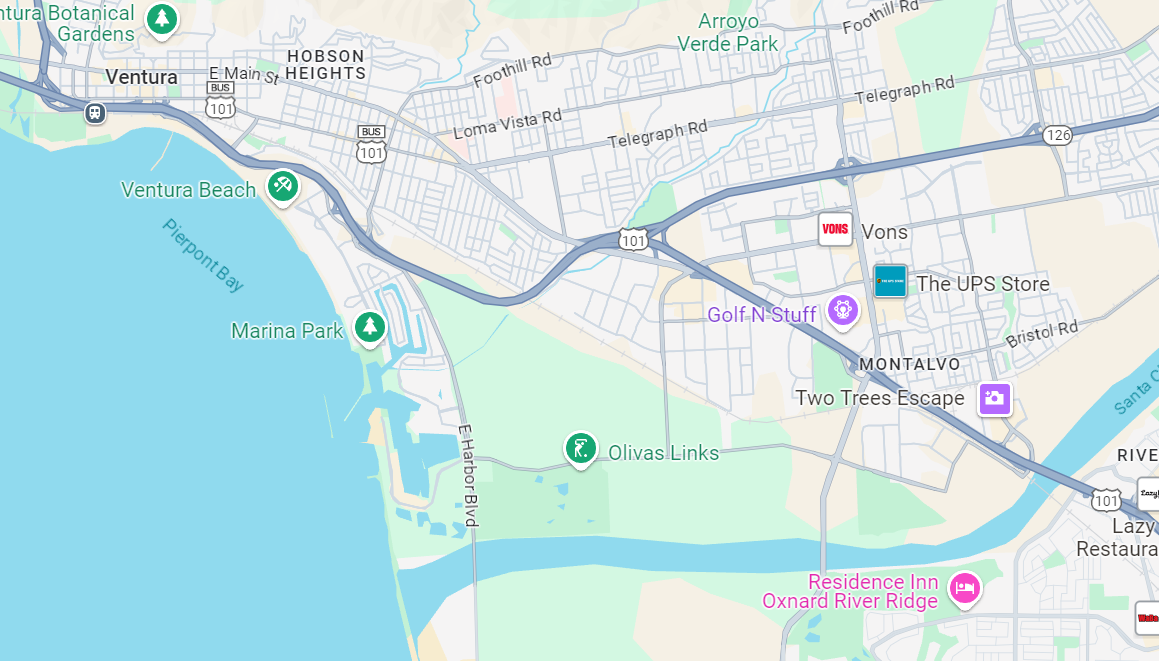 ntura Botanical
Gardens
Arroyo
Verde Park
Foothill Rd
HOBSON
HEIGHTS
Ventura
E Main St
BUS
101
Foothill Rd
Telegraph Rd
Loma Vista Rd
Telegraph Rd
BUS
101
126
Ventura Beach
Pierpont Bay
101
VONS
Vons
The UPS Store
Golf N Stuff
Marina Park
Bristol Rd
MONTALVO
Two Trees Escape
Santa C
E Harbor Blvd
Olivas Links
RIVE
101
Lazy
Restaura
Residence Inn
Oxnard River Ridge